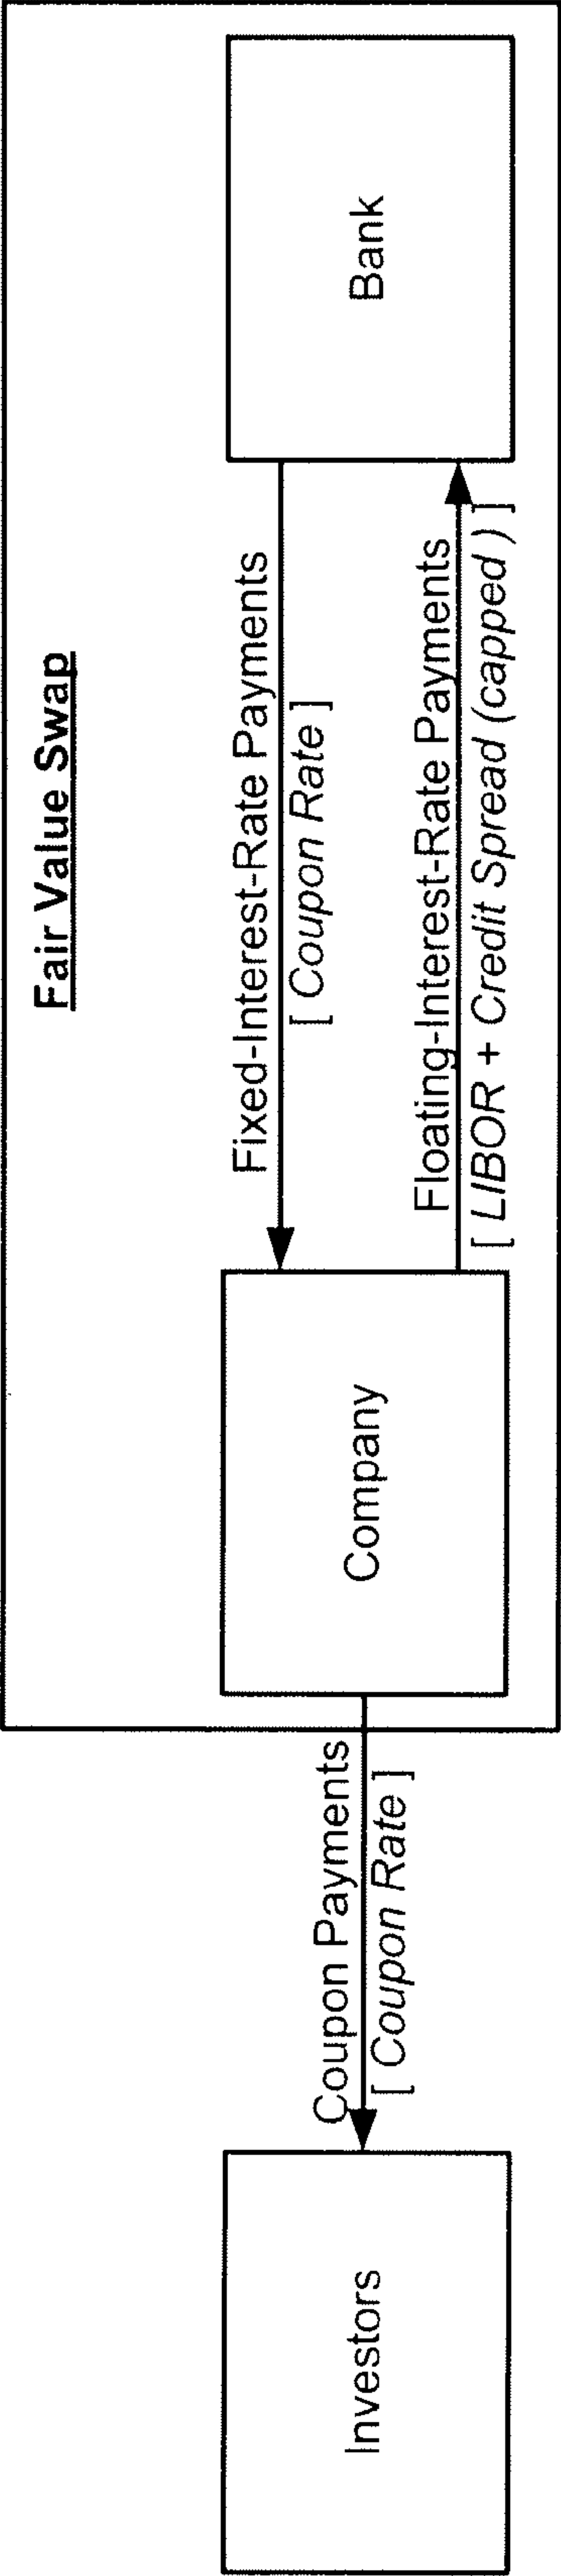 Fair Value Swap
Investors
Coupon Payments
[ Coupon Rate ]
Company
Fixed-Interest-Rate Payments
[ Coupon Rate ]
Floating-Interest-Rate Payments
[ LIBOR + Credit Spread (capped ) ]
Bank